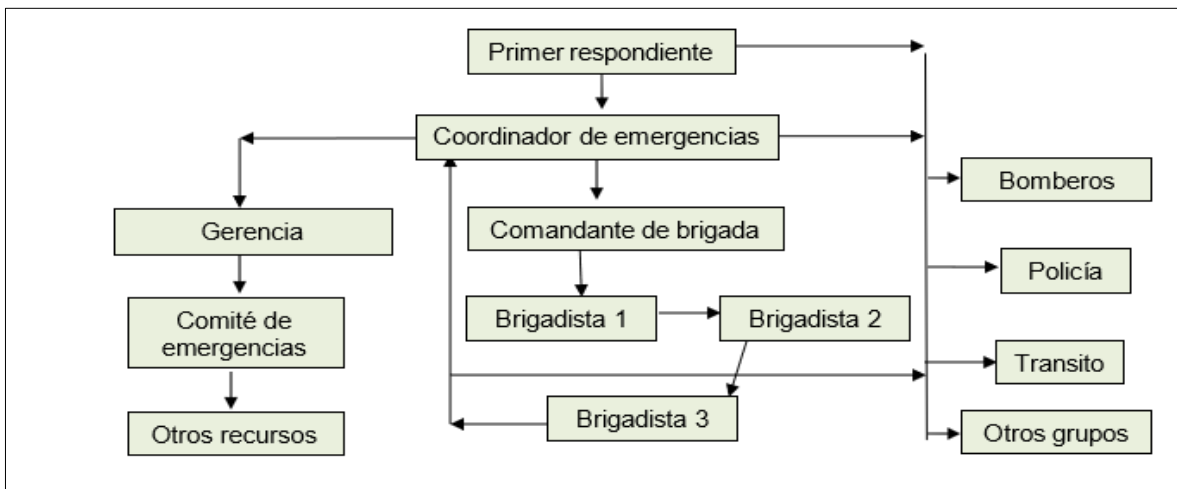 Primer respondiente
Coordinador de emergencias
Bomberos
Gerencia
Comandante de brigada
Policía
Brigadista 1
Brigadista 2
Comité de
emergencias
Transito
Otros recursos
Brigadista 3
Otros grupos